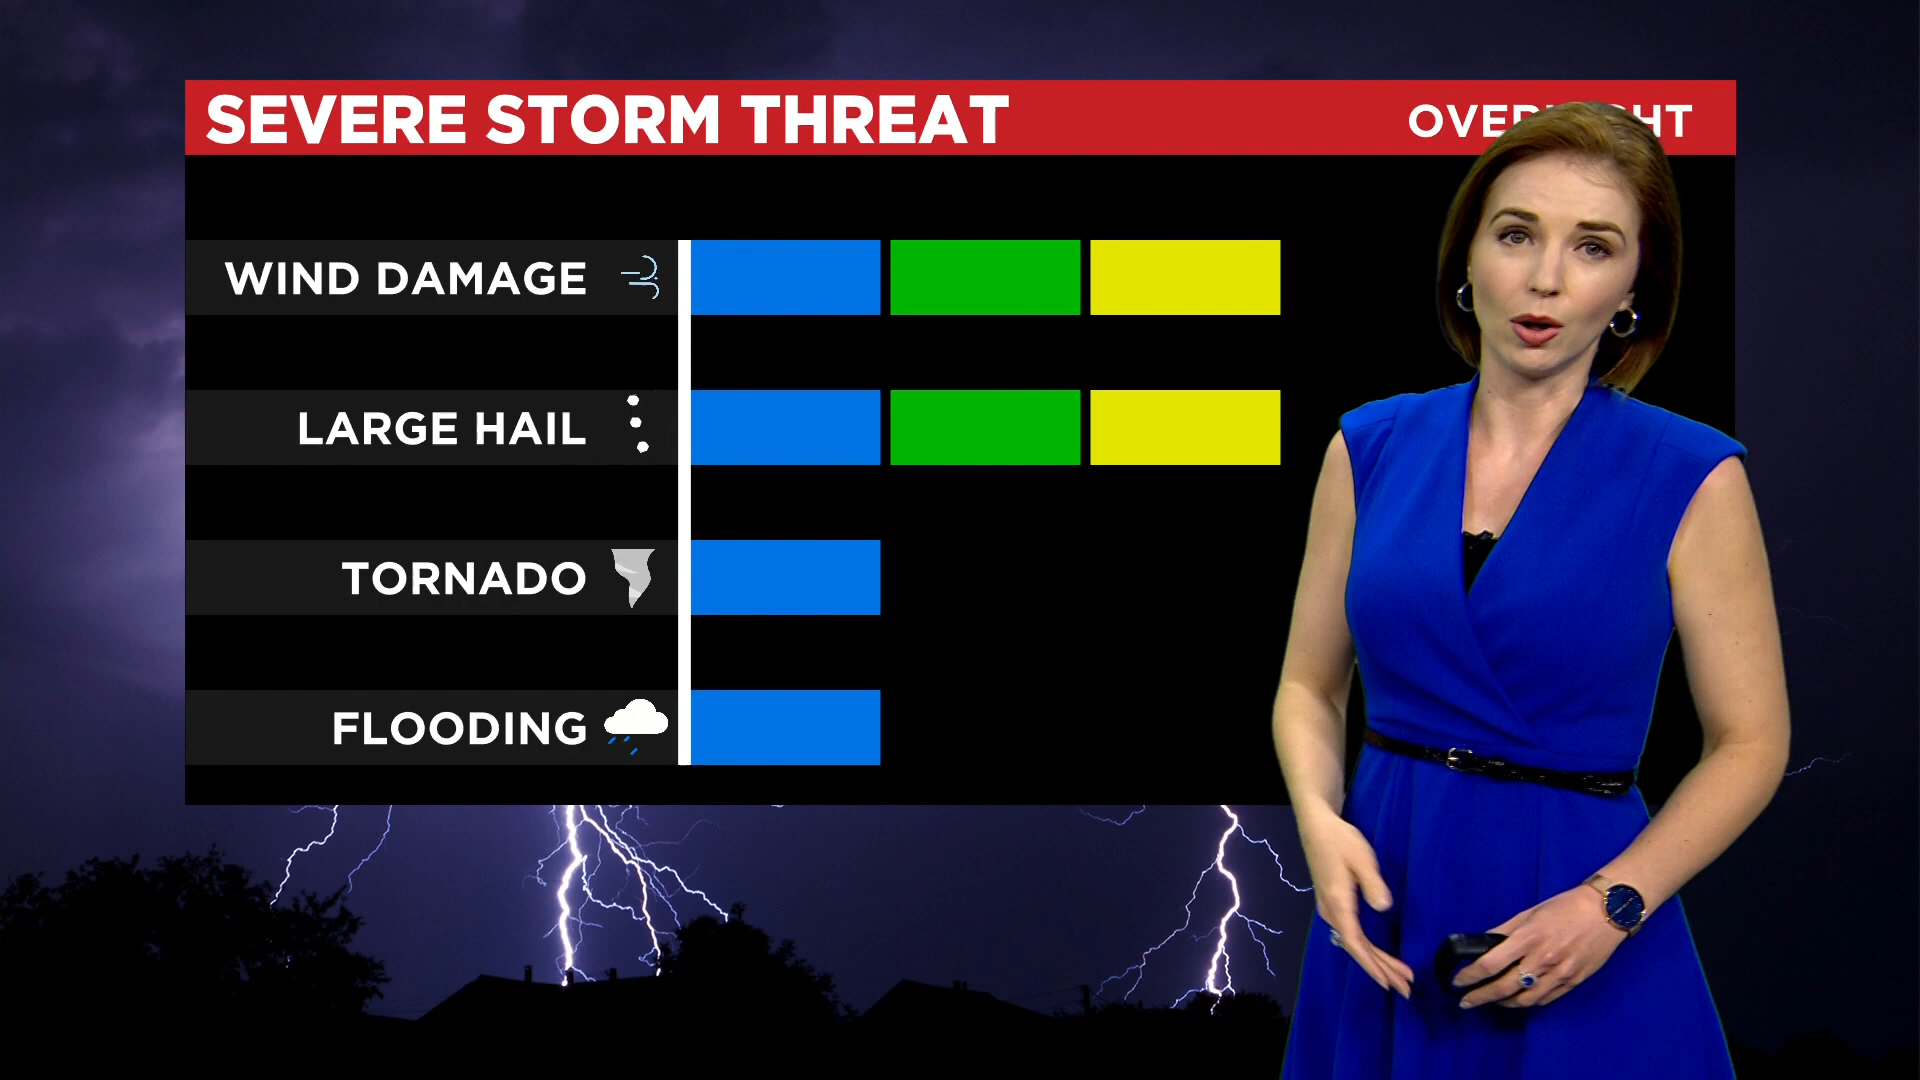 SEVERE STORM THREAT
WIND DAMAGE
LARGE HAIL
TORNADO
FLOODING